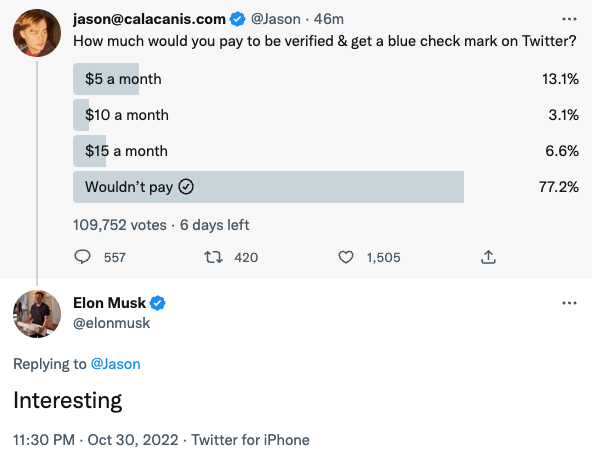 jason@calacanis.com @Jason · 46m
How much would you pay to be verified & get a blue check mark on Twitter?
$5 a month 13.1%
$10 a month 3.1%
$15 a month 6.6%
Wouldn't pay 77.2%
109,752 votes · 6 days left
557 420 1,505
Elon Musk
@elonmusk
Replying to @Jason
Interesting
11:30 PM · Oct 30, 2022 · Twitter for iPhone